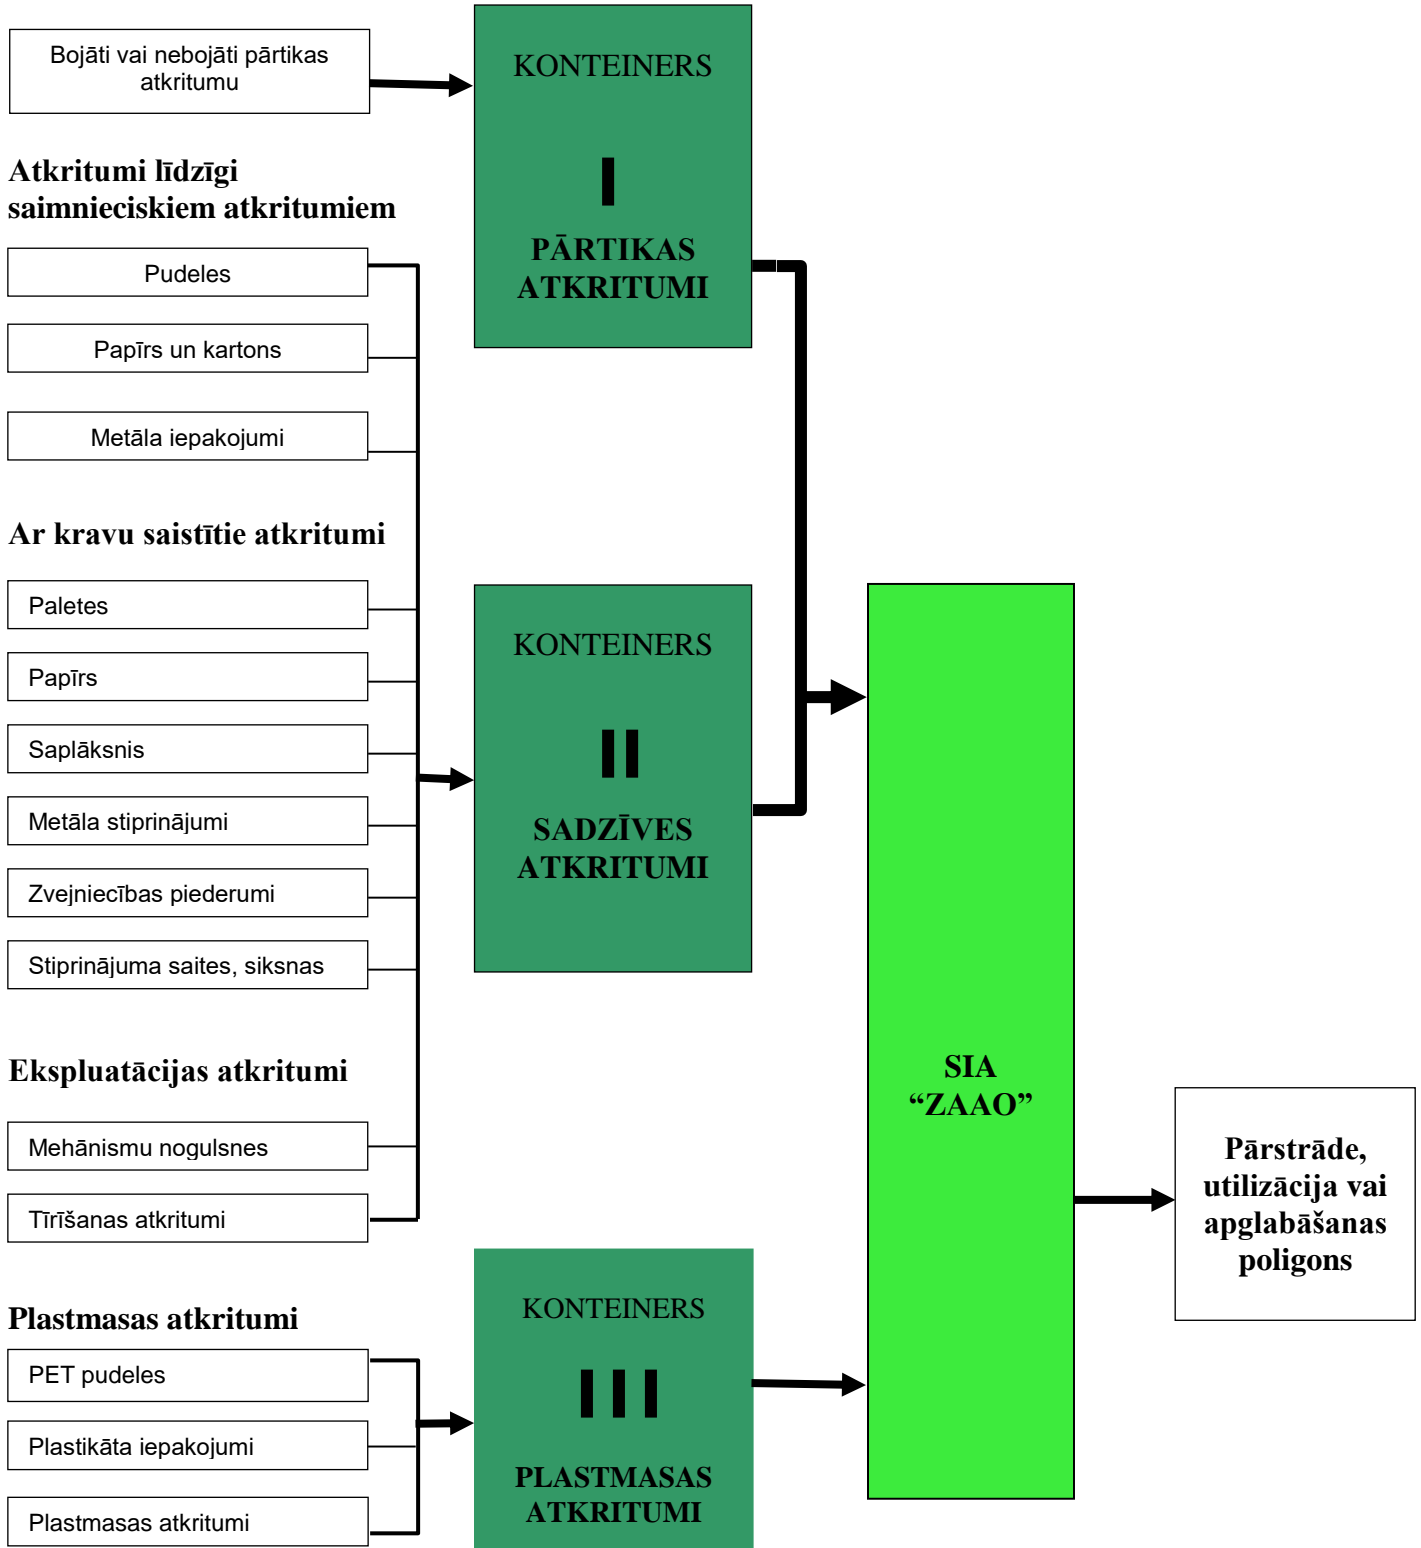 Bojāti vai nebojāti pārtikas
atkritumu
Atkritumi līdzīgi
saimnieciskiem atkritumiem
Pudeles
Papīrs un kartons
Metāla iepakojumi
Ar kravu saistītie atkritumi
Paletes
Papīrs
Saplāksnis
Metāla stiprinājumi
Zvejniecības piederumi
Stiprinājuma saites, siksnas
Ekspluatācijas atkritumi
Mehānismu nogulsnes
Tīrīšanas atkritumi
Plastmasas atkritumi
PET pudeles
Plastikāta iepakojumi
Plastmasas atkritumi
KONTEINERS
I
PĀRTIKAS
ATKRITUMI
KONTEINERS
II
SADZĪVES
ATKRITUMI
KONTEINERS
III
PLASTMASAS
ATKRITUMI
SIA
“ZAAO”
Pārstrāde,
utilizācija vai
apglabāšanas
poligons